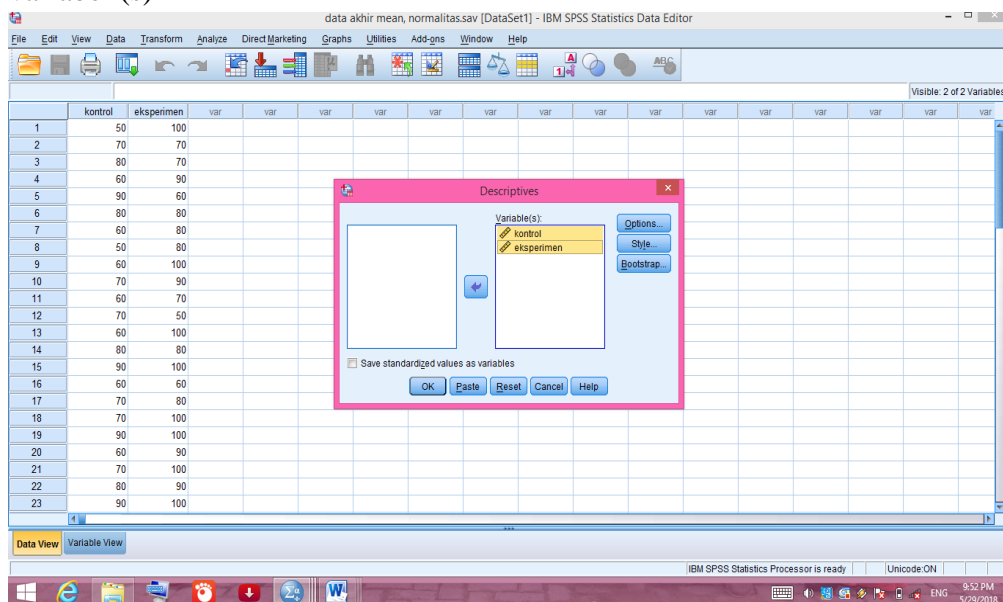 data akhir mean, normalitas.sav [DataSet1] - IBM SPSS Statistics Data Editor
File Edit View Data Transform Analyze Direct Marketing Graphs Utilities Add-ons Window Help
Visible: 2 of 2 Variables
kontrol eksperimen var var var var var var var var var var var var var
1 50 100
2 70 70
3 80 70
4 60 90
5 90 60
6 80 80
7 60 80
8 50 80
9 60 100
10 70 90
11 60 70
12 70 50
13 60 100
14 80 80
15 90 100
16 60 60
17 70 80
18 70 100
19 90 100
20 60 90
21 70 100
22 80 90
23 90 100
Descriptives
Variable(s):
kontrol
eksperimen
Options...
Style...
Bootstrap...
Save standardized values as variables
OK Paste Reset Cancel Help
Data View Variable View
IBM SPSS Statistics Processor is ready Unicode:ON
ENG 9:52 PM
5/29/2018